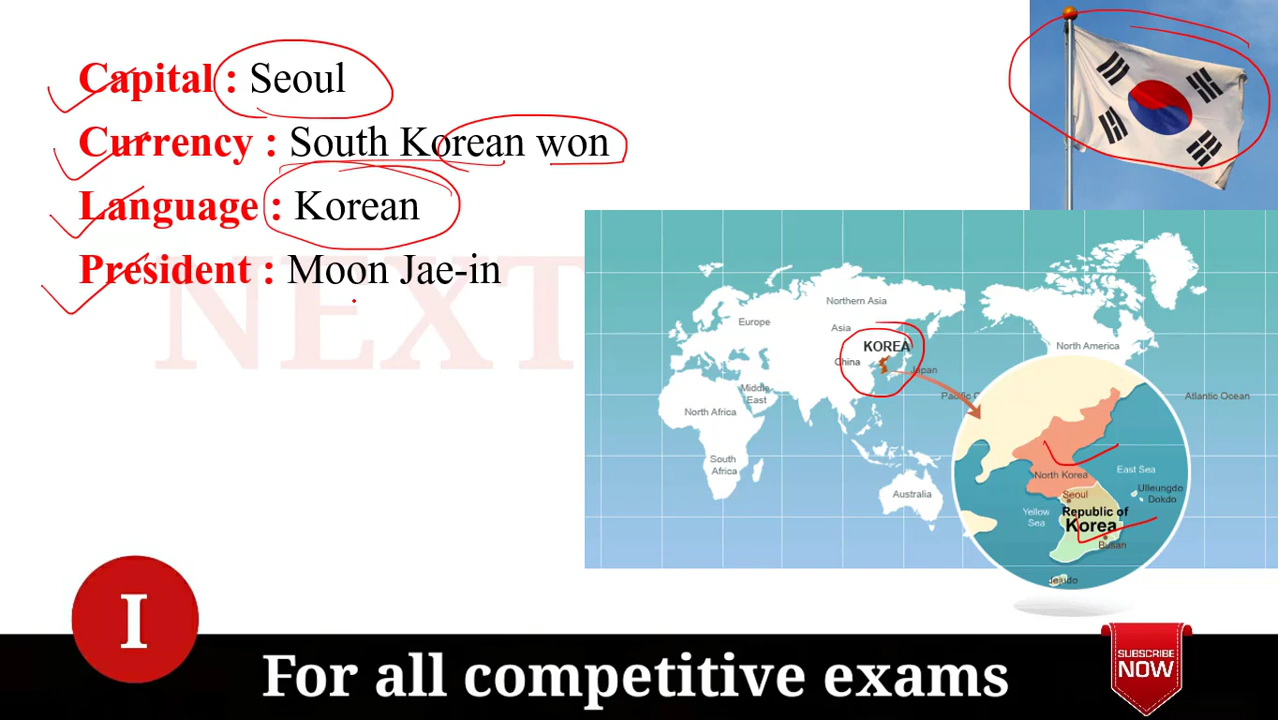 Capital : Seoul
Currency : South Korean won
Language : Korean
President : Moon Jae-in
NEXT
Northern Asia
Europe
Asia
KOREA
China
Japan
North America
Middle
East
Pacific O
Atlantic Ocean
North Africa
South
Africa
Australia
North Korea
East Sea
Seoul
Ulleungdo
Dokdo
Yellow
Sea
Republic of
Korea
Busan
Jejudo
I
For all competitive exams
SUBSCRIBE
NOW